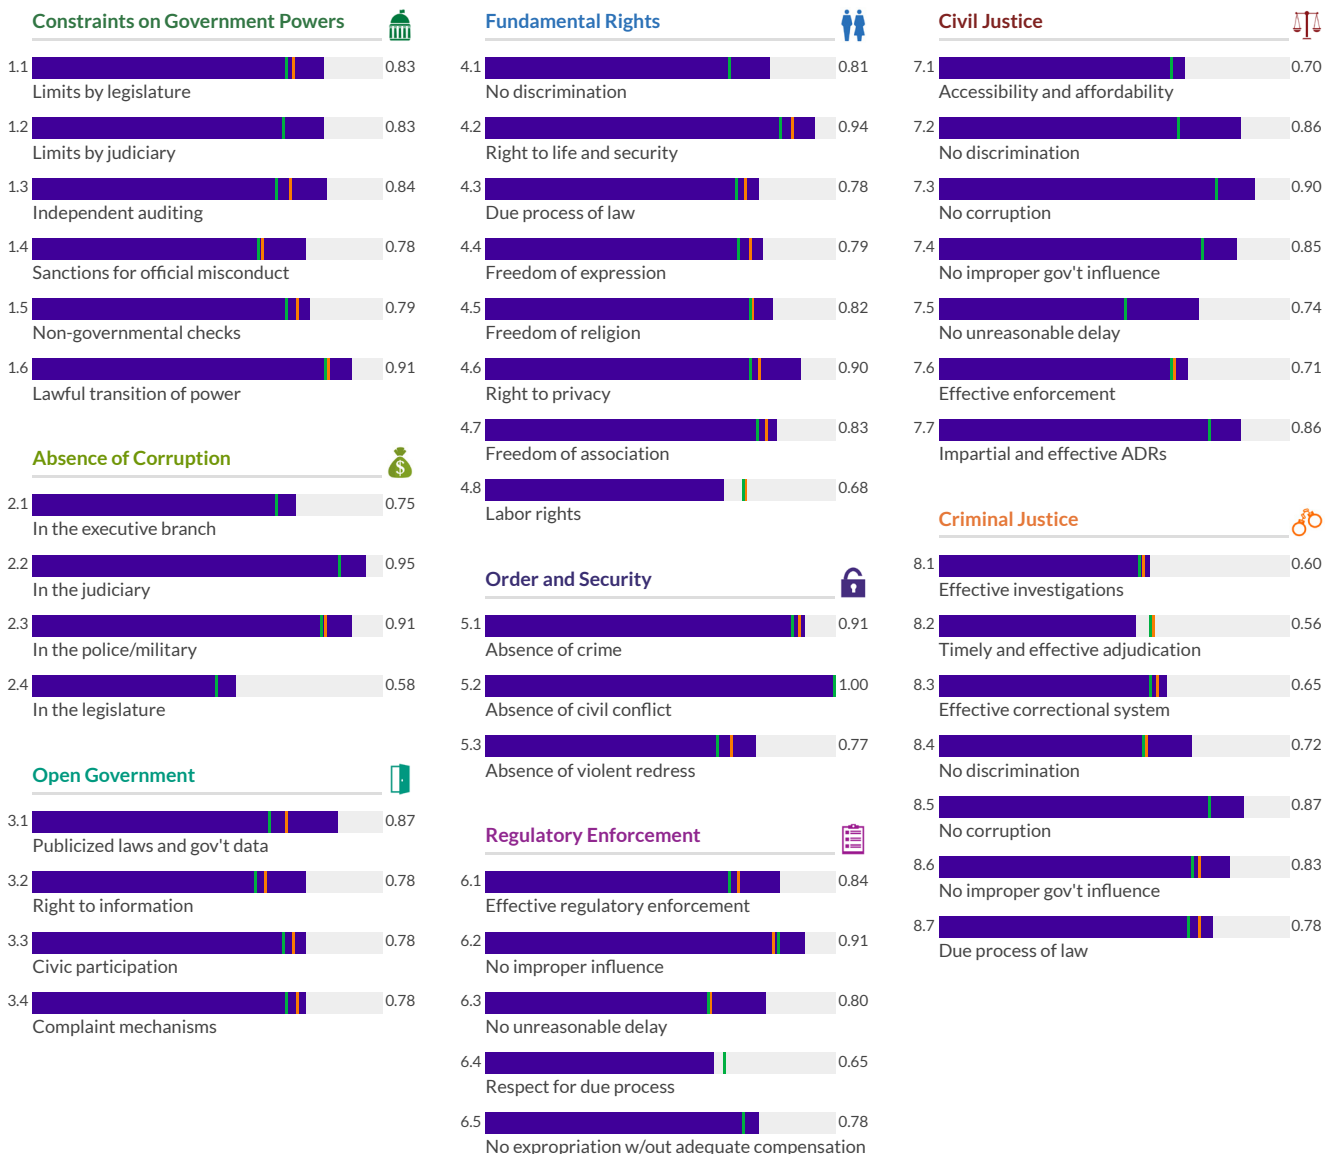 Constraints on Government Powers
1.1 0.83
Limits by legislature
1.2 0.83
Limits by judiciary
1.3 0.84
Independent auditing
1.4 0.78
Sanctions for official misconduct
1.5 0.79
Non-governmental checks
1.6 0.91
Lawful transition of power
Absence of Corruption
$
2.1 0.75
In the executive branch
2.2 0.95
In the judiciary
2.3 0.91
In the police/military
2.4 0.58
In the legislature
Open Government
3.1 0.87
Publicized laws and gov't data
3.2 0.78
Right to information
3.3 0.78
Civic participation
3.4 0.78
Complaint mechanisms
Fundamental Rights
4.1 0.81
No discrimination
4.2 0.94
Right to life and security
4.3 0.78
Due process of law
4.4 0.79
Freedom of expression
4.5 0.82
Freedom of religion
4.6 0.90
Right to privacy
4.7 0.83
Freedom of association
4.8 0.68
Labor rights
Order and Security
5.1 0.91
Absence of crime
5.2 1.00
Absence of civil conflict
5.3 0.77
Absence of violent redress
Regulatory Enforcement
6.1 0.84
Effective regulatory enforcement
6.2 0.91
No improper influence
6.3 0.80
No unreasonable delay
6.4 0.65
Respect for due process
6.5 0.78
No expropriation w/out adequate compensation
Civil Justice
7.1 0.70
Accessibility and affordability
7.2 0.86
No discrimination
7.3 0.90
No corruption
7.4 0.85
No improper gov't influence
7.5 0.74
No unreasonable delay
7.6 0.71
Effective enforcement
7.7 0.86
Impartial and effective ADRs
Criminal Justice
8.1 0.60
Effective investigations
8.2 0.56
Timely and effective adjudication
8.3 0.65
Effective correctional system
8.4 0.72
No discrimination
8.5 0.87
No corruption
8.6 0.83
No improper gov't influence
8.7 0.78
Due process of law